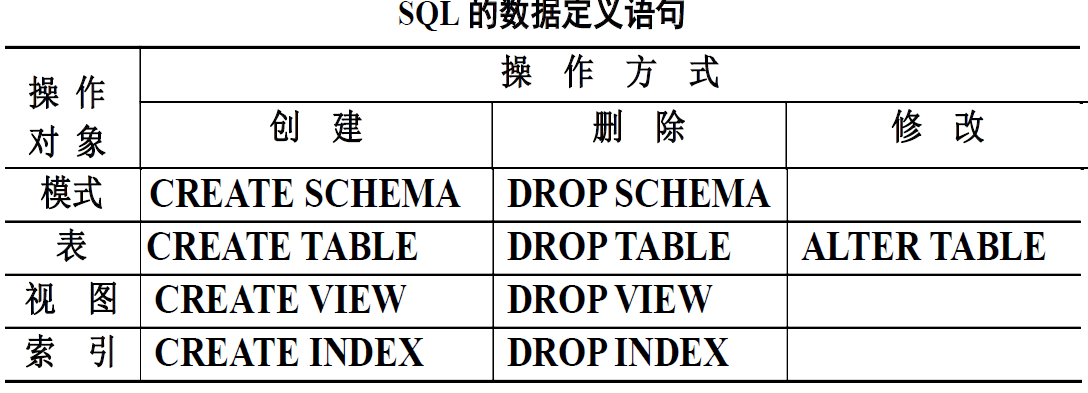 SQL 的数据定义语句
操 作 对 象
操 作 方 式
创 建 删 除 修 改
模式 CREATE SCHEMA DROP SCHEMA
表 CREATE TABLE DROP TABLE ALTER TABLE
视 图 CREATE VIEW DROP VIEW
索 引 CREATE INDEX DROP INDEX